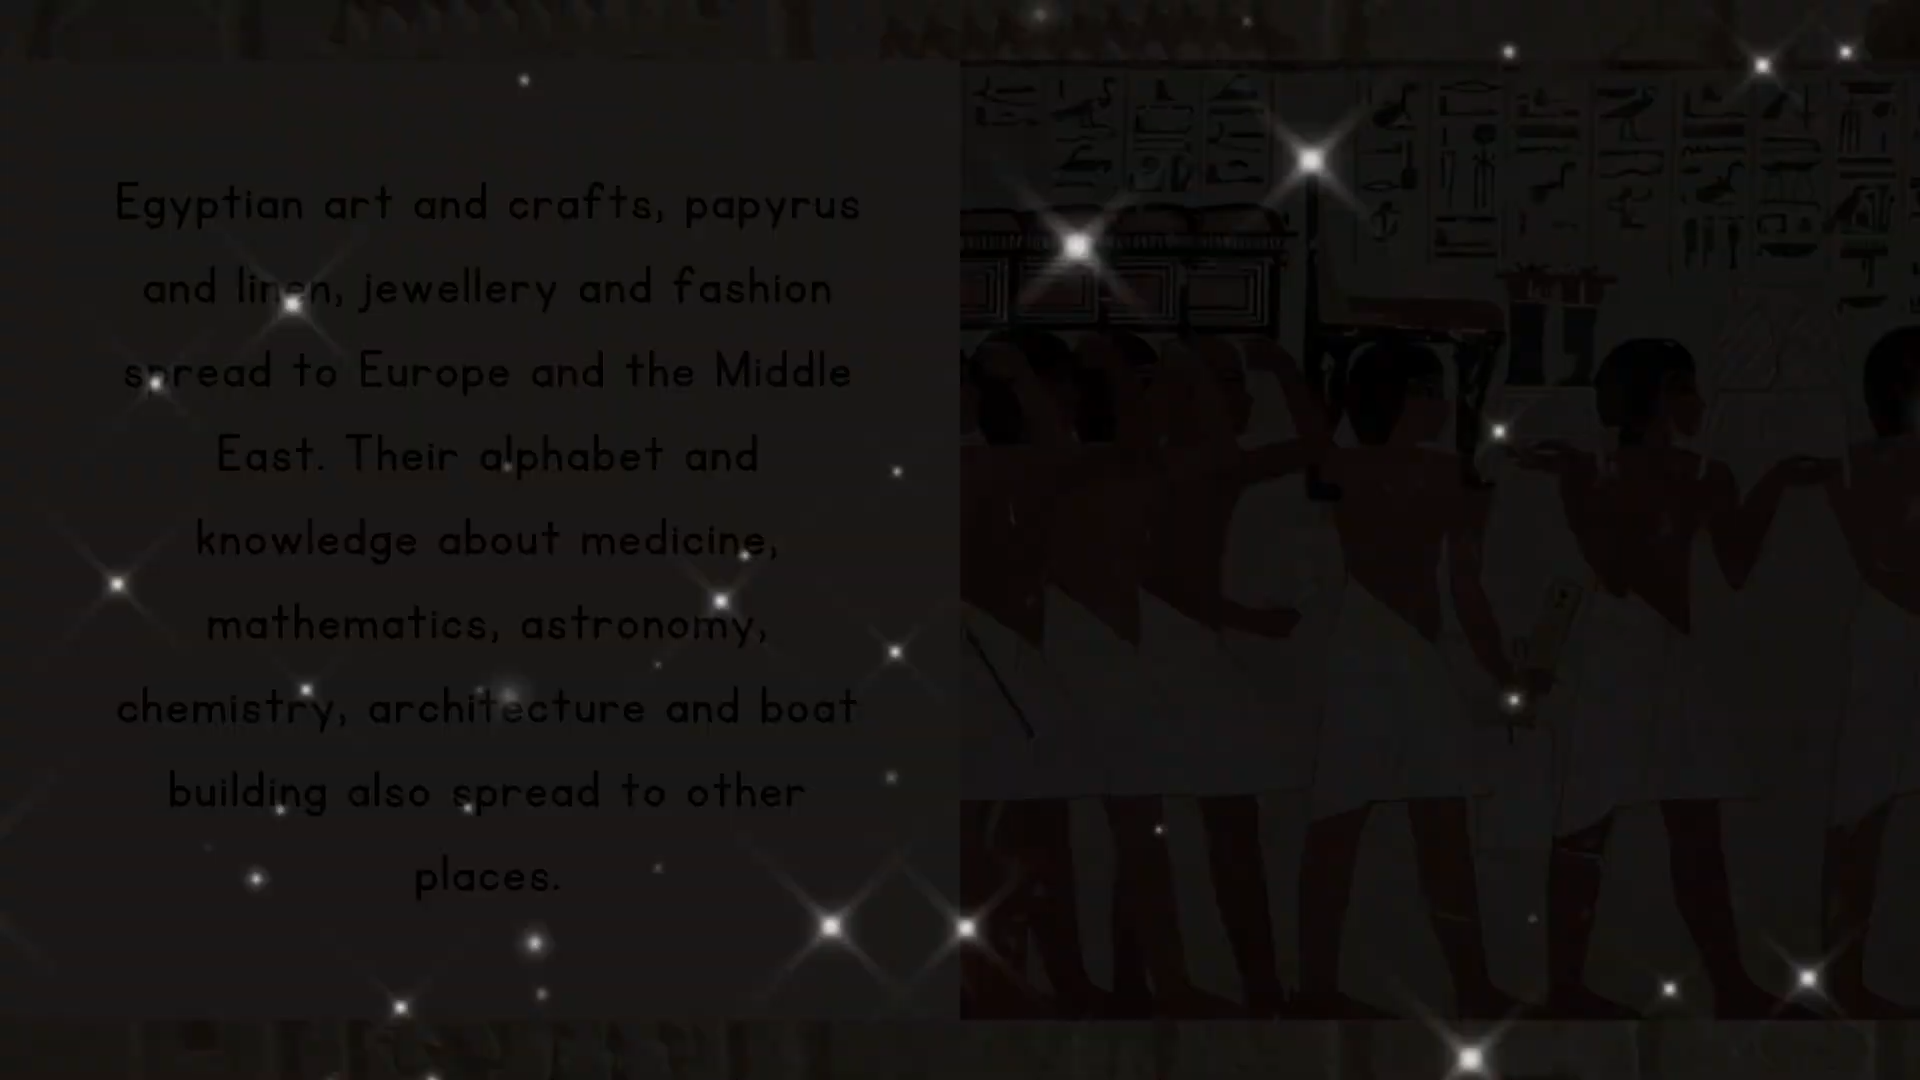 Egyptian art and crafts, papyrus
and linen, jewellery and fashion
spread to Europe and the Middle
East. Their alphabet and
knowledge about medicine,
mathematics, astronomy,
chemistry, architecture and boat
building also spread to other
places.